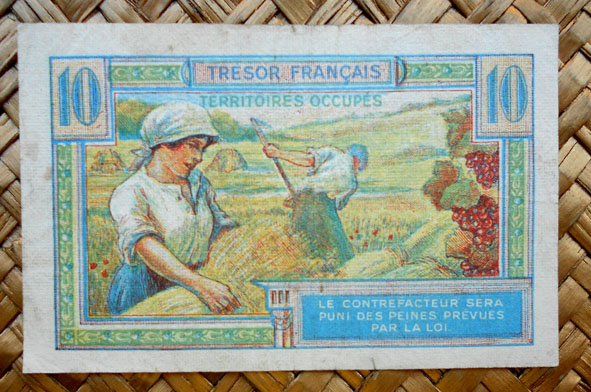 10 TRESOR FRANÇAIS 10
TERRITOIRES OCCUPÉS
LE CONTREFACTEUR SERA
PUNI DES PEINES PRÉVUES
PAR LA LOI.